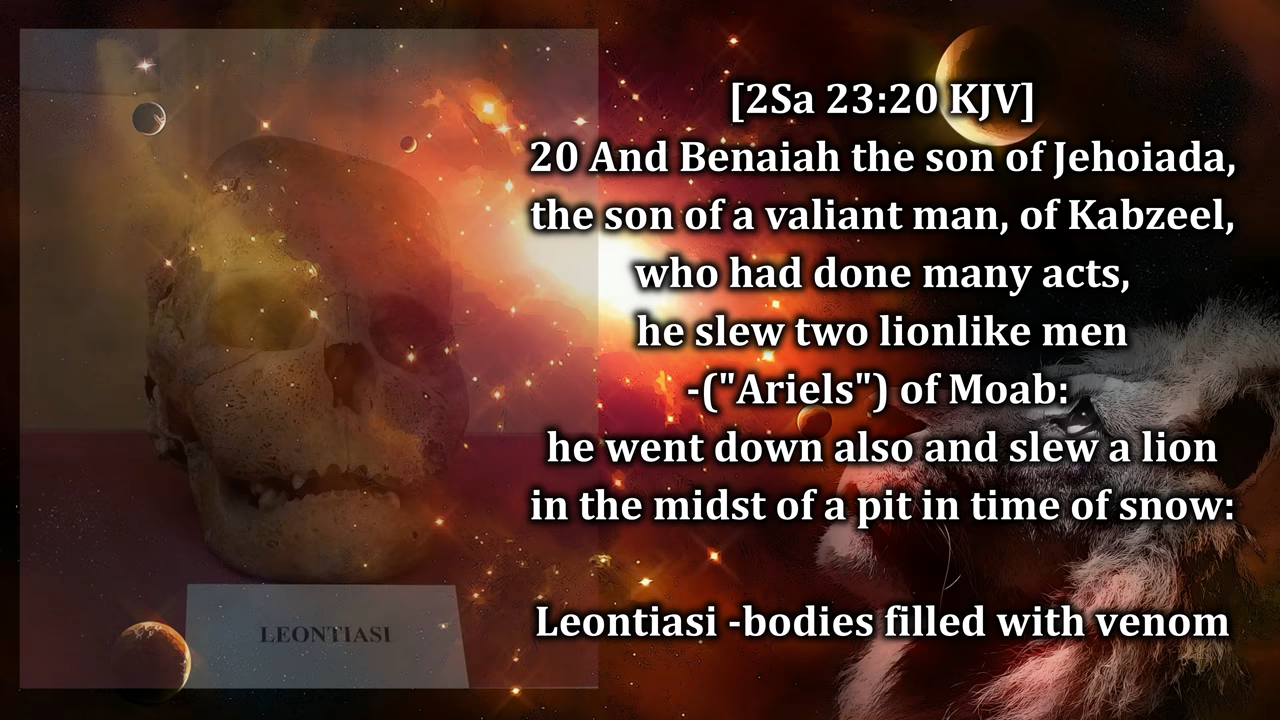 [2Sa 23:20 KJV]
20 And Benaiah the son of Jehoiada,
the son of a valiant man, of Kabzeel,
who had done many acts,
he slew two lionlike men
-("Ariels") of Moab:
he went down also and slew a lion
in the midst of a pit in time of snow:
Leontiasi -bodies filled with venom
LEONTIASI